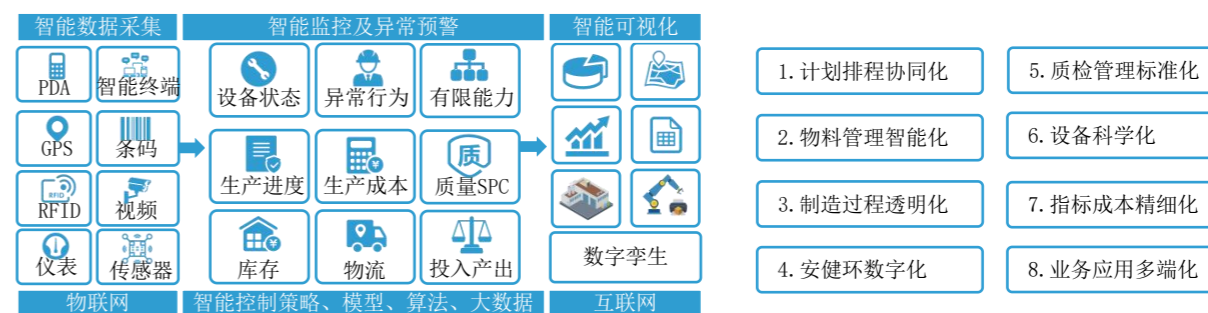 智能数据采集
智能监控及异常预警
智能可视化
PDA
智能终端
GPS
条码
RFID
RFID
视频
仪表
传感器
设备状态
异常行为
有限能力
生产进度
生产成本
质
质量SPC
库存
物流
投入产出
数字孪生
物联网
智能控制策略、模型、算法、大数据
互联网
1.计划排程协同化
2.物料管理智能化
3.制造过程透明化
4.安健环数字化
5.质检管理标准化
6.设备科学化
7.指标成本精细化
8.业务应用多端化